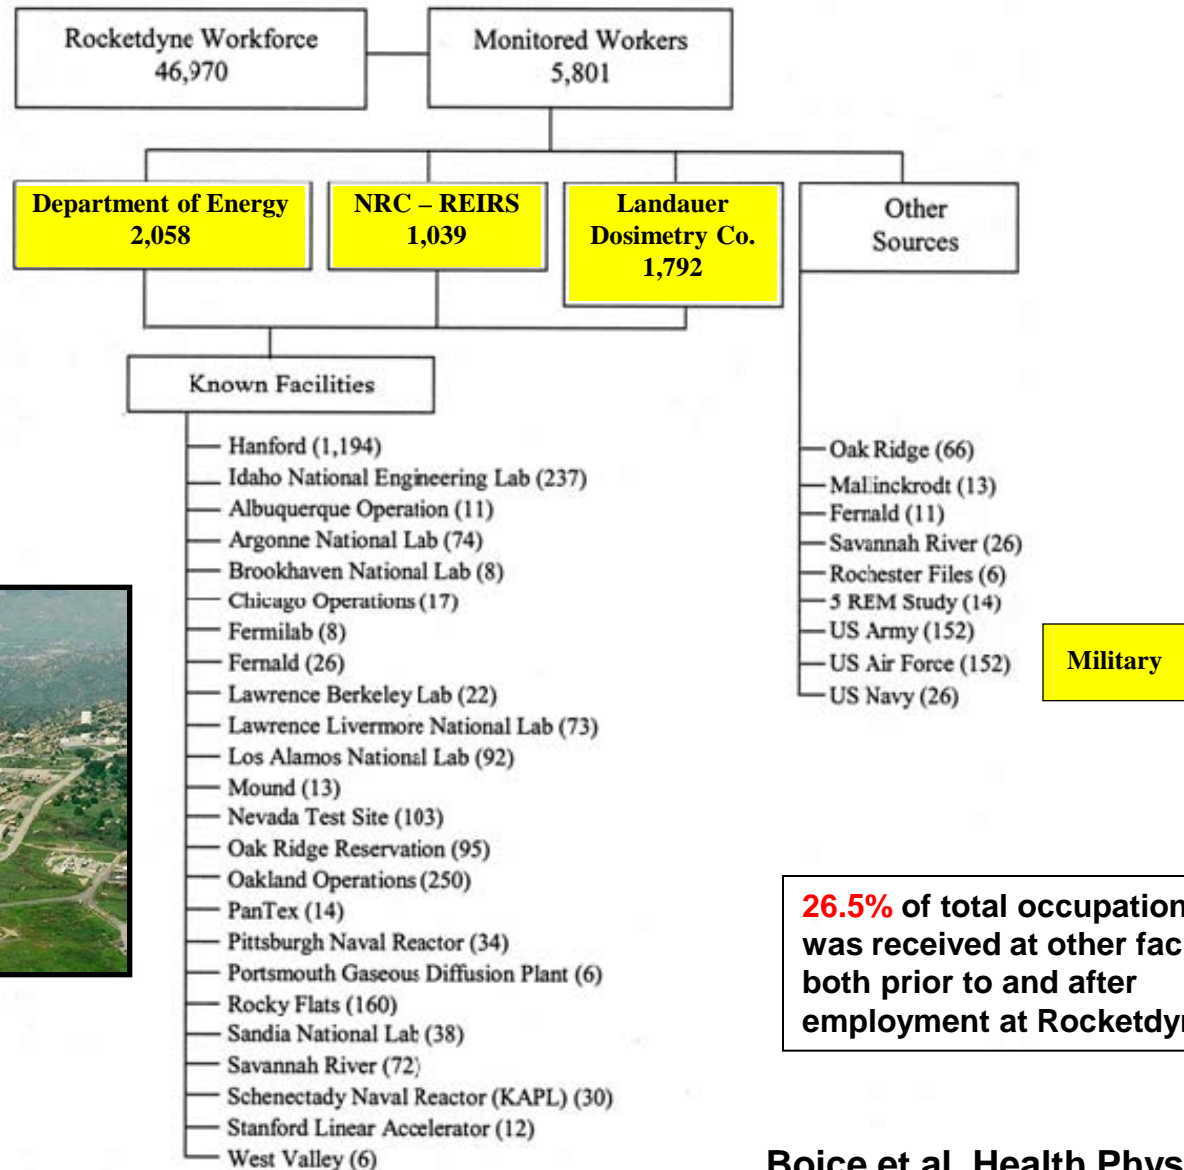 Rocketdyne Workforce
46,970
Monitored Workers
5,801
Department of Energy
2,058
NRC – REIRS
1,039
Landauer
Dosimetry Co.
1,792
Other
Sources
Known Facilities
Hanford (1,194)
Idaho National Engineering Lab (237)
Albuquerque Operation (11)
Argonne National Lab (74)
Brookhaven National Lab (8)
Chicago Operations (17)
Fermilab (8)
Fernald (26)
Lawrence Berkeley Lab (22)
Lawrence Livermore National Lab (73)
Los Alamos National Lab (92)
Mound (13)
Nevada Test Site (103)
Oak Ridge Reservation (95)
Oakland Operations (250)
PanTex (14)
Pittsburgh Naval Reactor (34)
Portsmouth Gaseous Diffusion Plant (6)
Rocky Flats (160)
Sandia National Lab (38)
Savannah River (72)
Schenectady Naval Reactor (KAPL) (30)
Stanford Linear Accelerator (12)
West Valley (6)
Oak Ridge (66)
Mallinckrodt (13)
Fernald (11)
Savannah River (26)
Rochester Files (6)
5 REM Study (14)
US Army (152)
US Air Force (152)
US Navy (26)
Military
26.5% of total occupation
was received at other fac
both prior to and after
employment at Rocketdyn
Boice et al. Health Phys